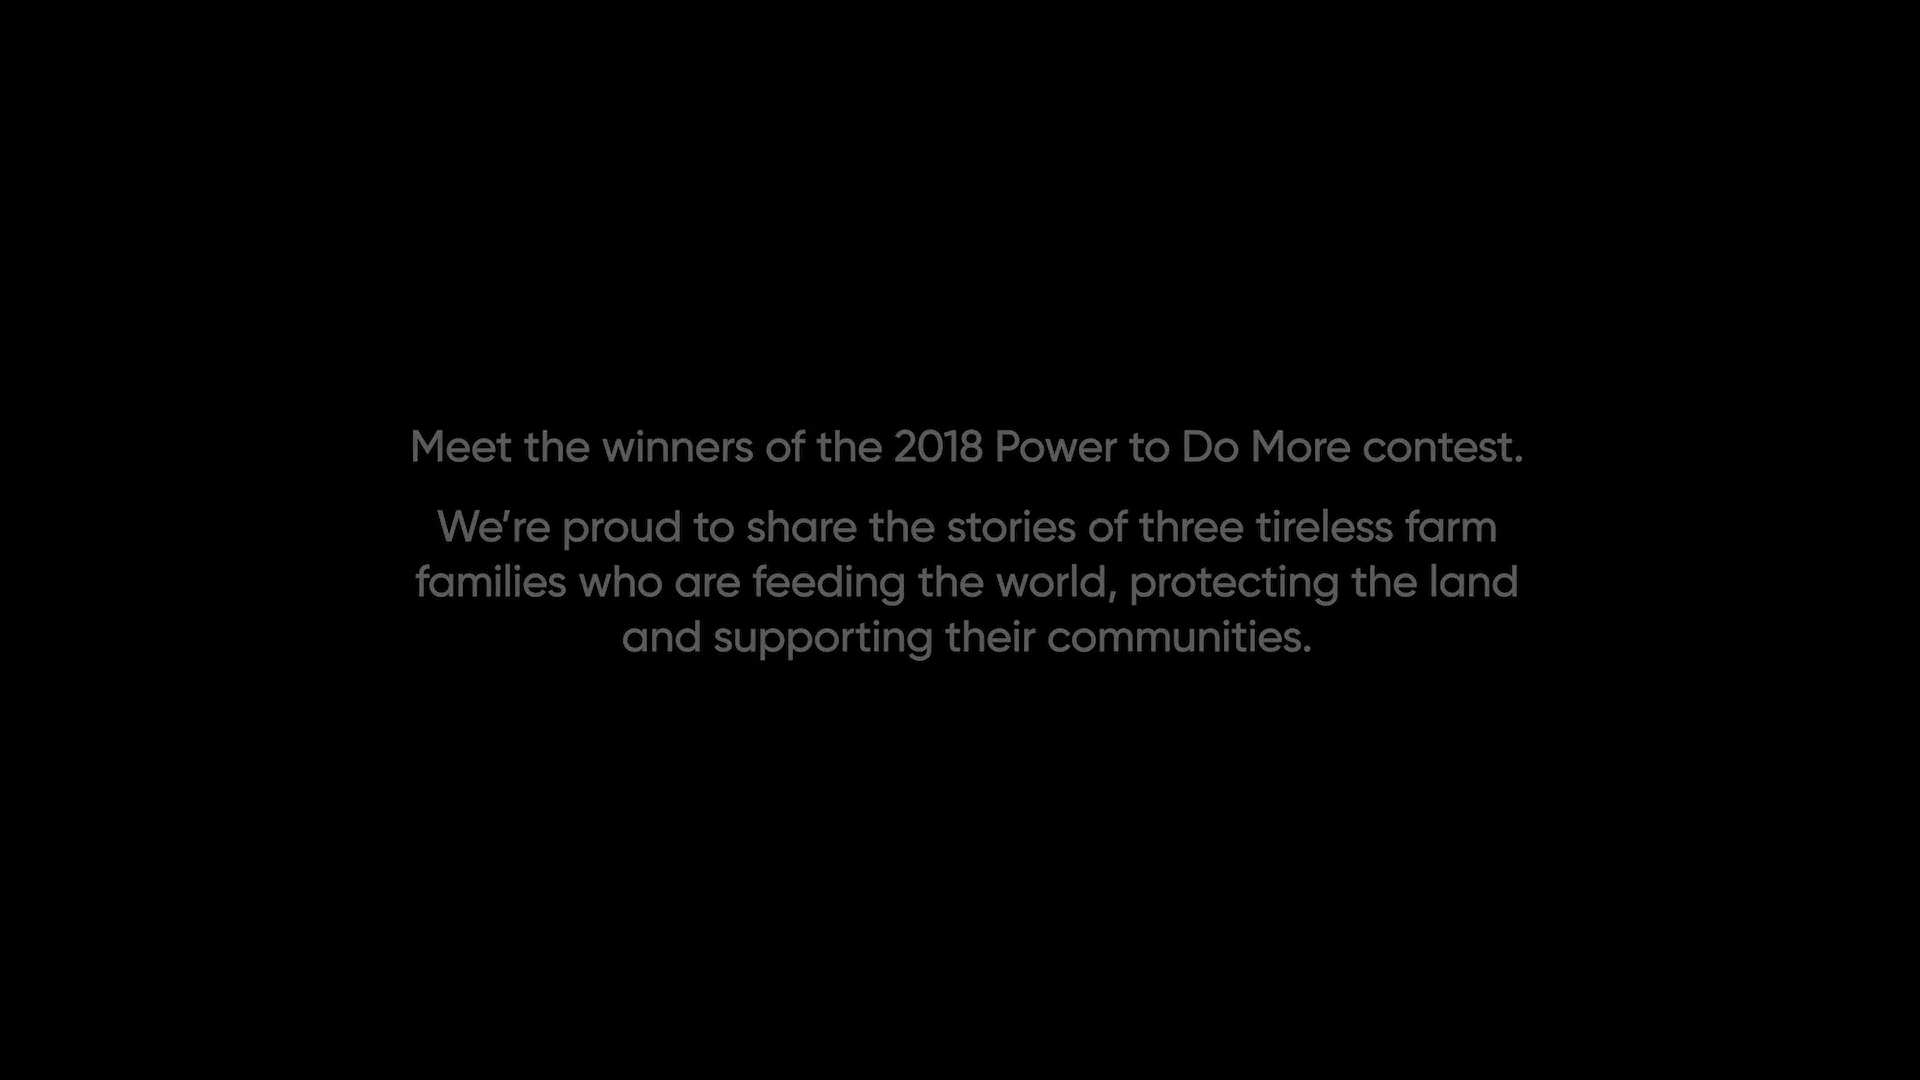 Meet the winners of the 2018 Power to Do More contest.
We’re proud to share the stories of three tireless farm
families who are feeding the world, protecting the land
and supporting their communities.